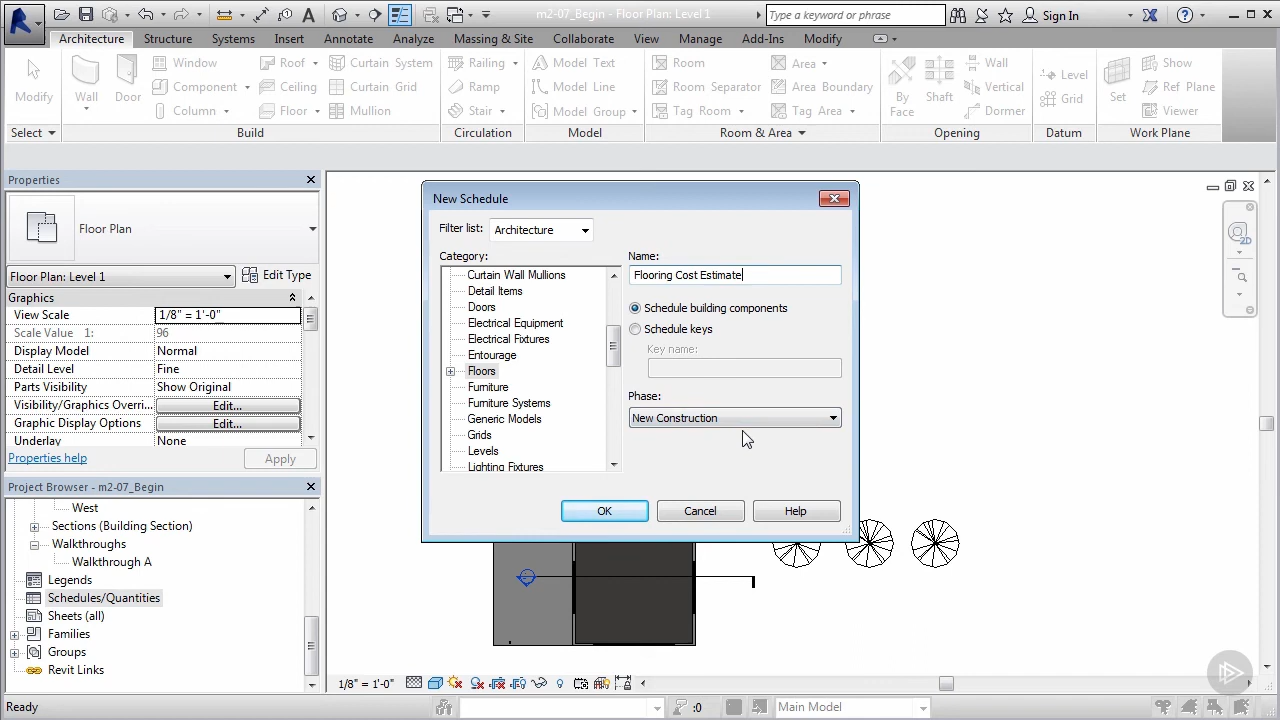 m2-07_Begin - Floor Plan: Level 1
Type a keyword or phrase
Sign In
Architecture Structure Systems Insert Annotate Analyze Massing & Site Collaborate View Manage Add-Ins Modify
Modify
Wall
Door
Window
Component
Column
Roof
Ceiling
Floor
Curtain System
Curtain Grid
Mullion
Railing
Ramp
Stair
Model Text
Model Line
Model Group
Room
Room Separator
Tag Room
Area
Area Boundary
Tag Area
By
Face
Shaft
Wall
Vertical
Dormer
Level
Grid
Set
Show
Ref Plane
Viewer
Select Build Circulation Model Room & Area Opening Datum Work Plane
Properties
Floor Plan
Floor Plan: Level 1
Edit Type
Graphics
View Scale 1/8" = 1'-0"
Scale Value 1: 96
Display Model Normal
Detail Level Fine
Parts Visibility Show Original
Visibility/Graphics Overri... Edit...
Graphic Display Options Edit...
Underlay None
Properties help
Apply
Project Browser - m2-07_Begin
West
Sections (Building Section)
Walkthroughs
Walkthrough A
Legends
Schedules/Quantities
Sheets (all)
Families
Groups
Revit Links
New Schedule
Filter list: Architecture
Category:
Curtain Wall Mullions
Detail Items
Doors
Electrical Equipment
Electrical Fixtures
Entourage
Floors
Furniture
Furniture Systems
Generic Models
Grids
Levels
Lighting Fixtures
Name:
Flooring Cost Estimate
Schedule building components
Schedule keys
Key name:
Phase:
New Construction
OK Cancel Help
2D
1/8" = 1'-0"
Ready
:0
Main Model